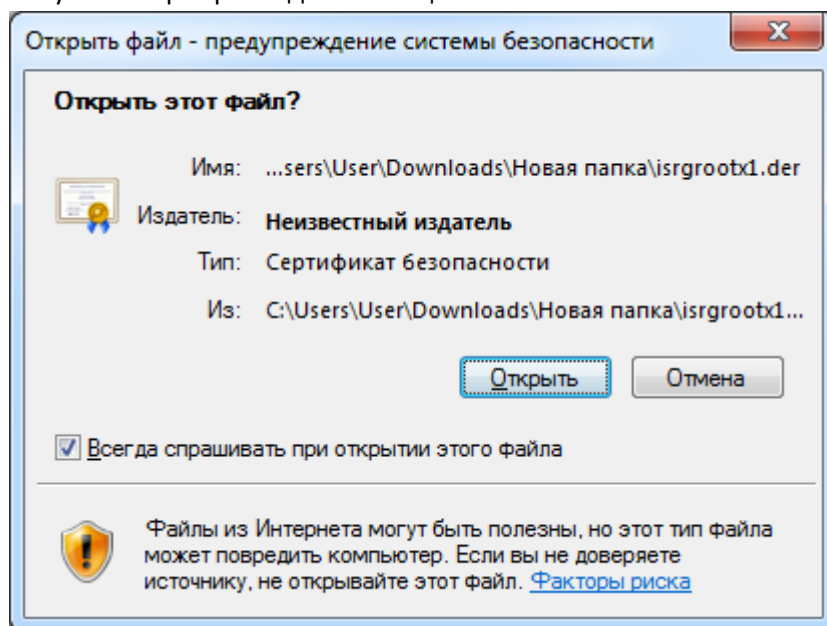 Открыть файл - предупреждение системы безопасности
Открыть этот файл?
Имя: ...sers\User\Downloads\Новая папка\isrgrootx1.der
Издатель: Неизвестный издатель
Тип: Сертификат безопасности
Из: C:\Users\User\Downloads\Новая папка\isrgrootx1...
Открыть Отмена
Всегда спрашивать при открытии этого файла
Файлы из Интернета могут быть полезны, но этот тип файла
может повредить компьютер. Если вы не доверяете
источнику, не открывайте этот файл. Факторы риска